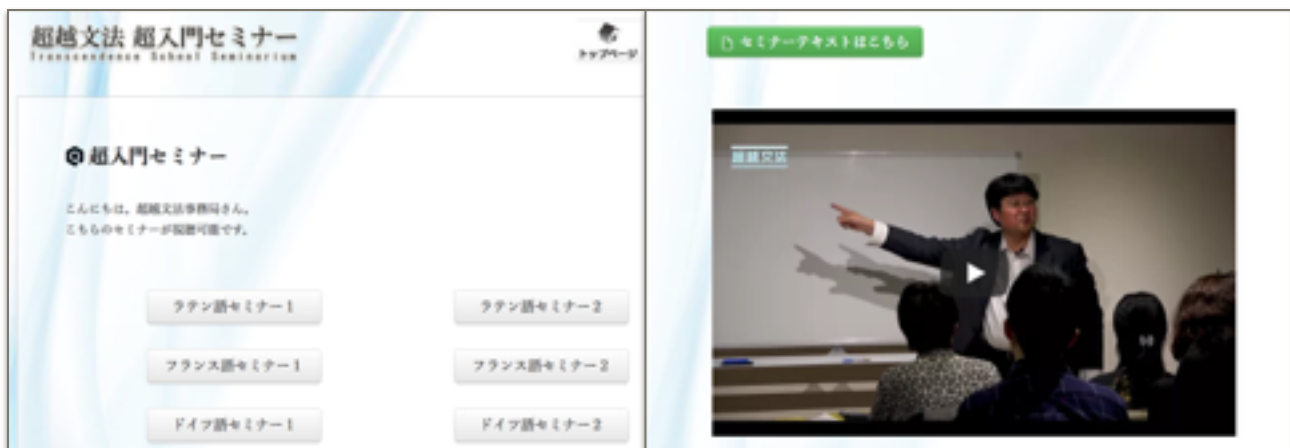 超越文法 超入門セミナー
Transcendence School Seminarium
トップページ
超入門セミナー
こんにちは、超越文法事務局さん。
こちらのセミナーが視聴可能です。
ラテン語セミナー1
ラテン語セミナー2
フランス語セミナー1
フランス語セミナー2
ドイツ語セミナー1
ドイツ語セミナー2
セミナーテキストはこちら
超越文法